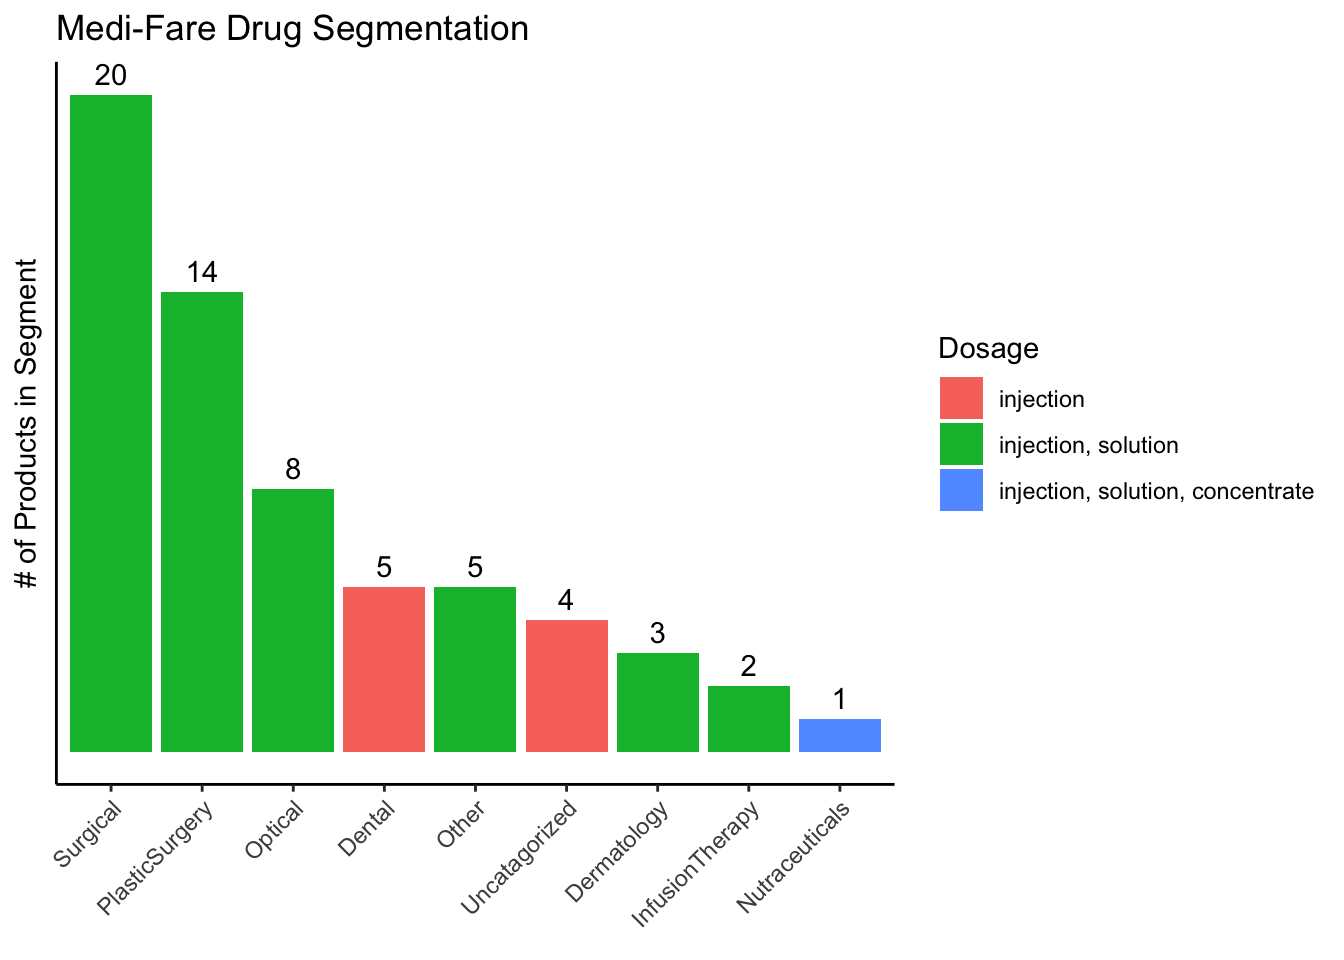 Medi-Fare Drug Segmentation
# of Products in Segment
20
14
8
5
5
4
3
2
1
Surgical
PlasticSurgery
Optical
Dental
Other
Uncatagorized
Dermatology
InfusionTherapy
Nutraceuticals
Dosage
injection
injection, solution
injection, solution, concentrate